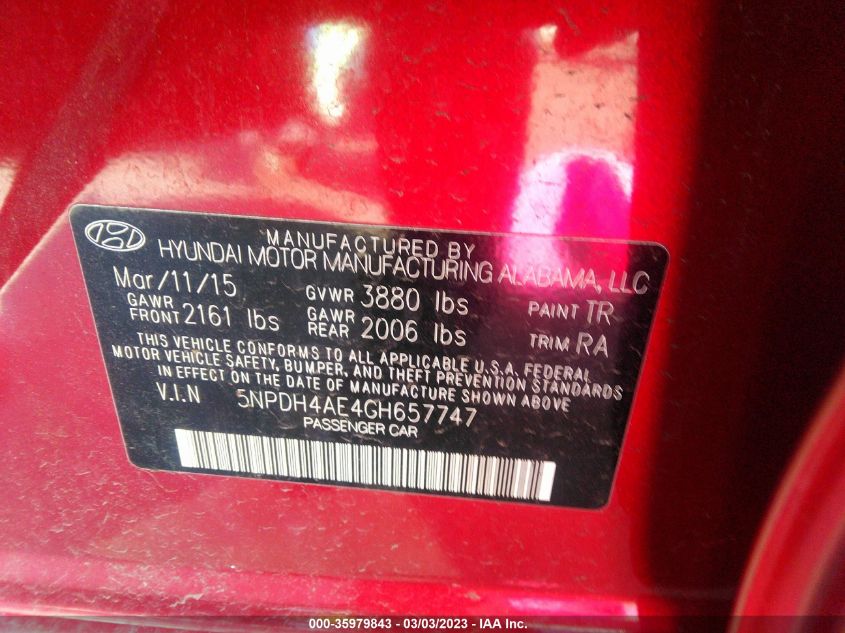 MANUFACTURED BY
HYUNDAI MOTOR MANUFACTURING ALABAMA, LLC
Mar/11/15 GVWR 3880 lbs PAINT TR
GAWR FRONT 2161 lbs GAWR REAR 2006 lbs TRIM RA
THIS VEHICLE CONFORMS TO ALL APPLICABLE U.S.A. FEDERAL
MOTOR VEHICLE SAFETY, BUMPER, AND THEFT PREVENTION STANDARDS
IN EFFECT ON THE DATE OF MANUFACTURE SHOWN ABOVE
V.I.N 5NPDH4AE4GH657747
PASSENGER CAR
000-35979843 - 03/03/2023 - IAA Inc.